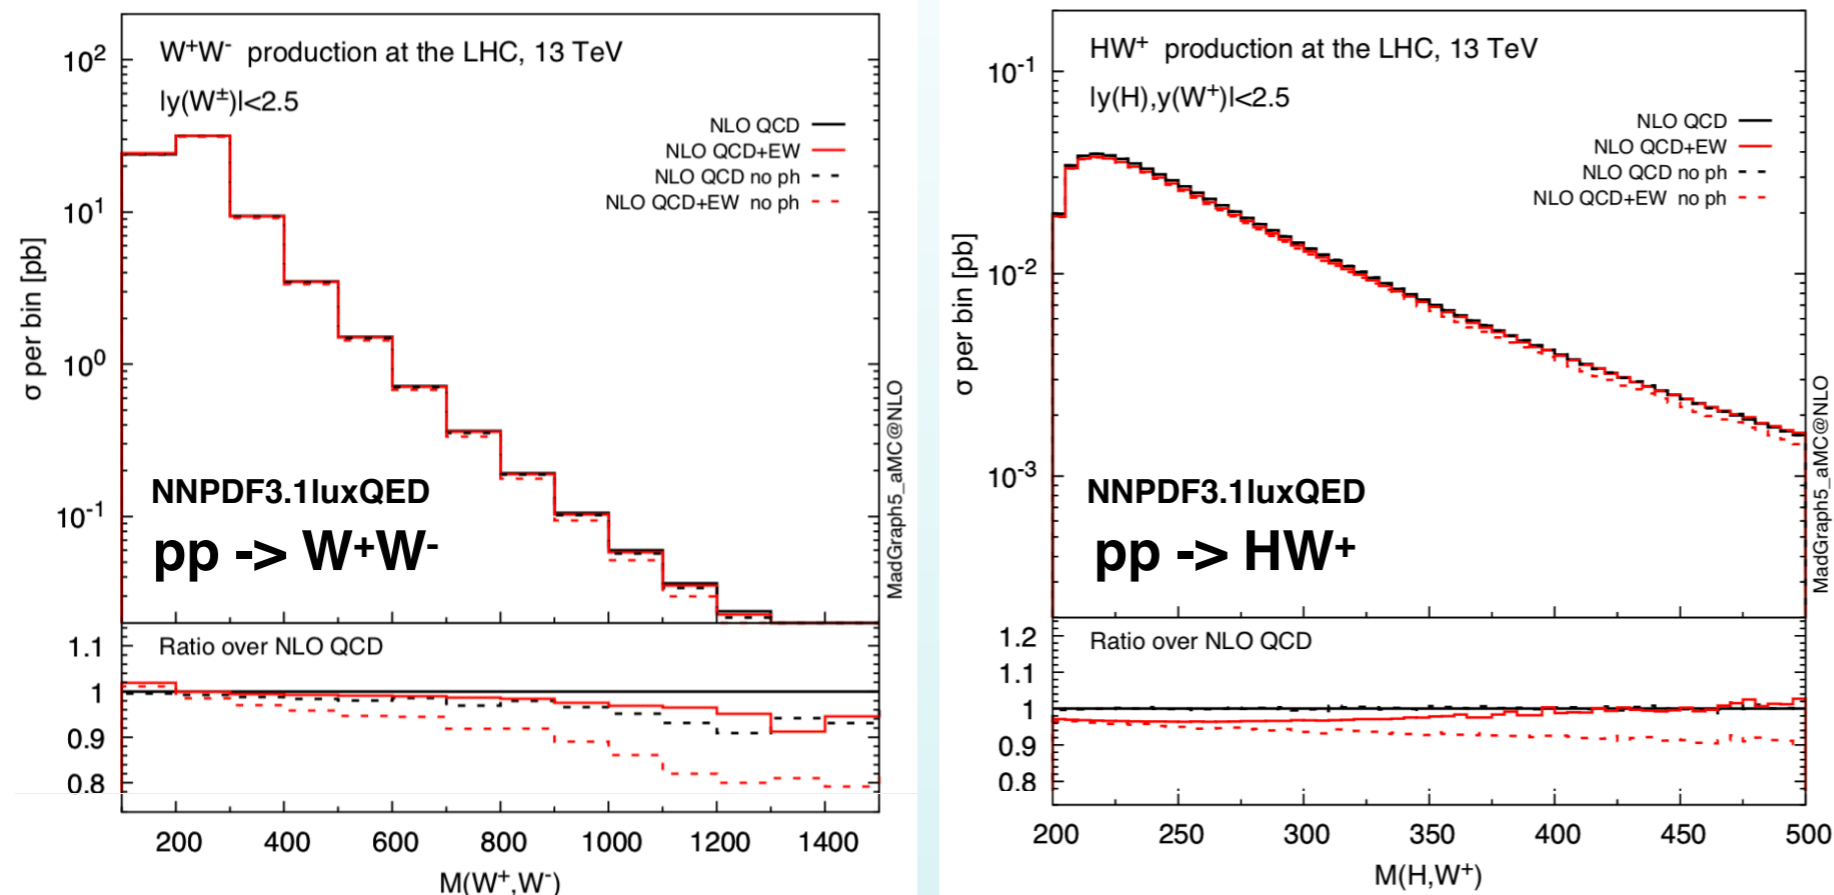 W⁺W⁻ production at the LHC, 13 TeV
|y(W±)|<2.5
NLO QCD
NLO QCD+EW
NLO QCD no ph
NLO QCD+EW no ph
10²
10¹
10⁰
10⁻¹
σ per bin [pb]
MadGraph5_aMC@NLO
NNPDF3.1luxQED
pp -> W⁺W⁻
Ratio over NLO QCD
1.1
1
0.9
0.8
200 400 600 800 1000 1200 1400
M(W⁺,W⁻)
HW⁺ production at the LHC, 13 TeV
|y(H),y(W⁺)|<2.5
NLO QCD
NLO QCD+EW
NLO QCD no ph
NLO QCD+EW no ph
10⁻¹
10⁻²
10⁻³
σ per bin [pb]
MadGraph5_aMC@NLO
NNPDF3.1luxQED
pp -> HW⁺
Ratio over NLO QCD
1.2
1.1
1
0.9
0.8
200 250 300 350 400 450 500
M(H,W⁺)